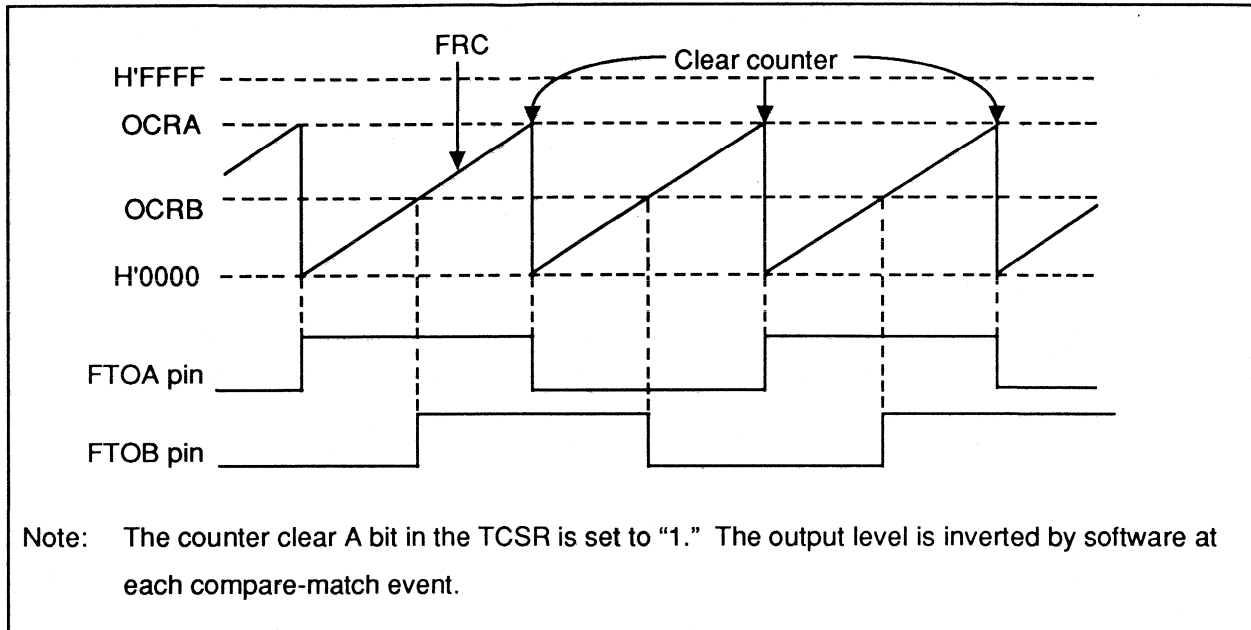 FRC
Clear counter
H'FFFF
OCRA
OCRB
H'0000
FTOA pin
FTOB pin
Note: The counter clear A bit in the TCSR is set to “1.” The output level is inverted by software at
each compare-match event.